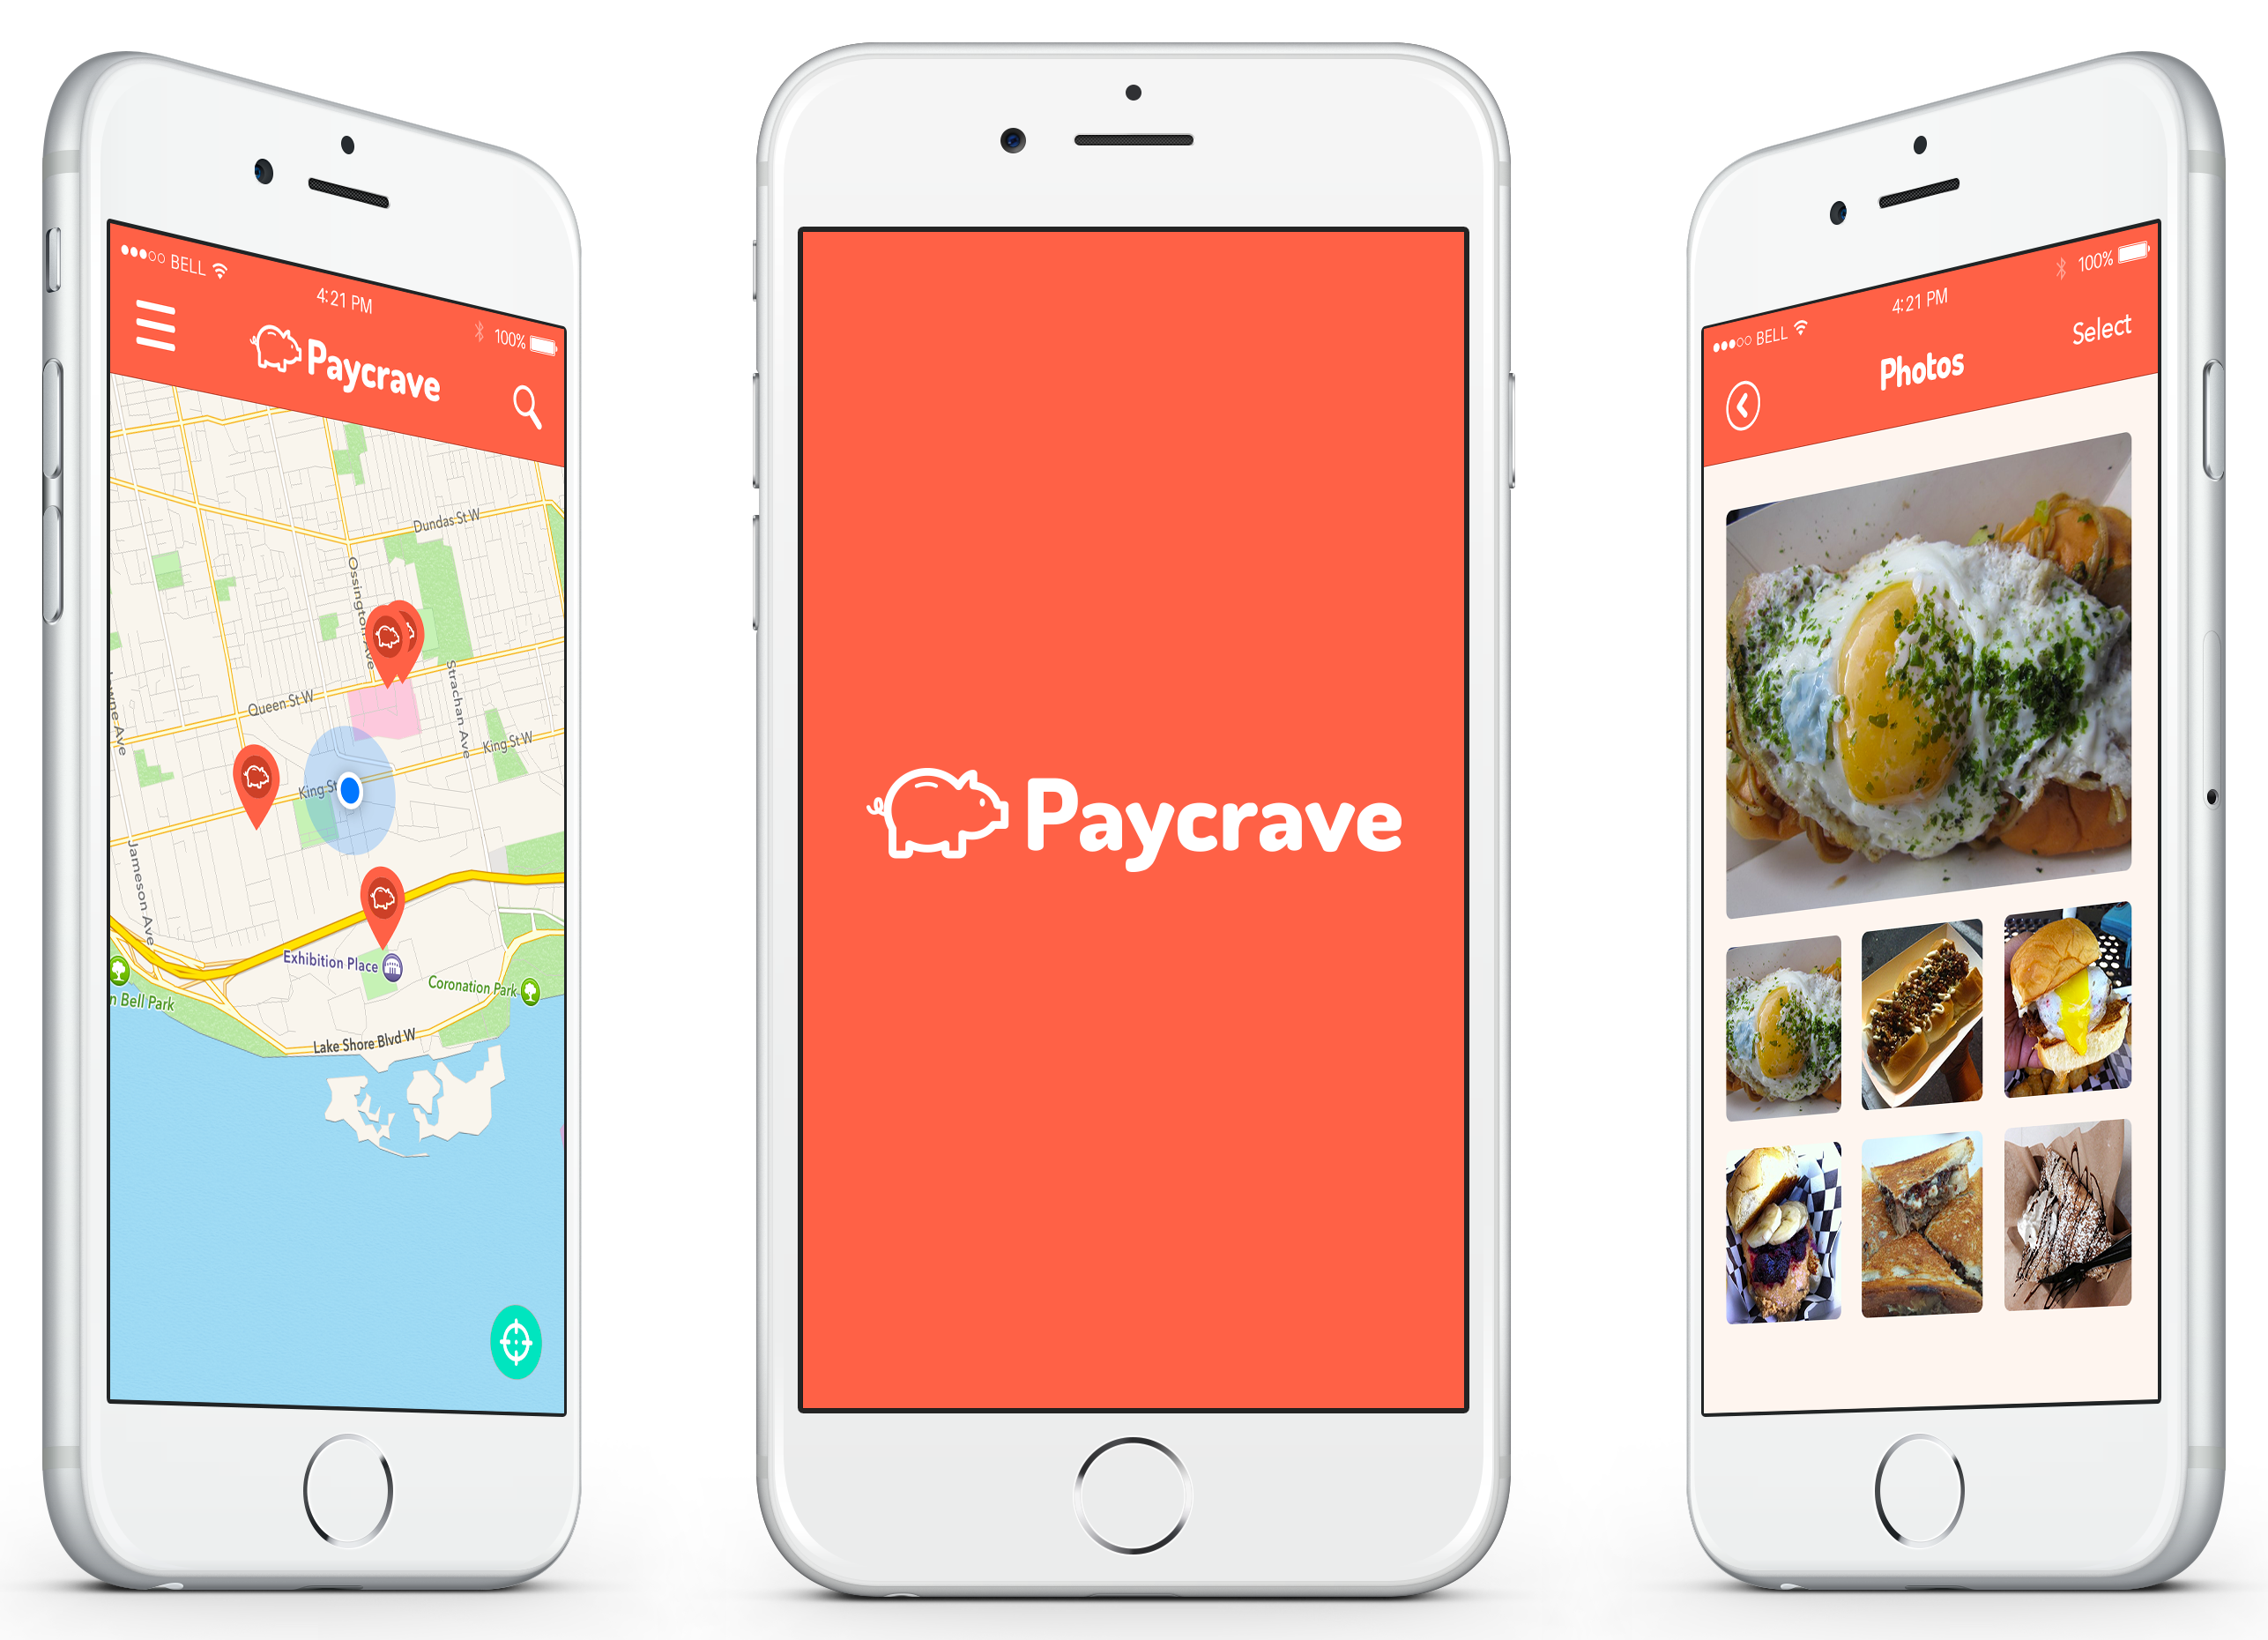 BELL
4:21 PM
100%
Paycrave
Dundas St W
Ossington Ave
Strachan Ave
Queen St W
King St W
King St
Jameson Ave
Exhibition Place
Coronation Park
n Bell Park
Lake Shore Blvd W
Paycrave
BELL
4:21 PM
100%
Photos
Select